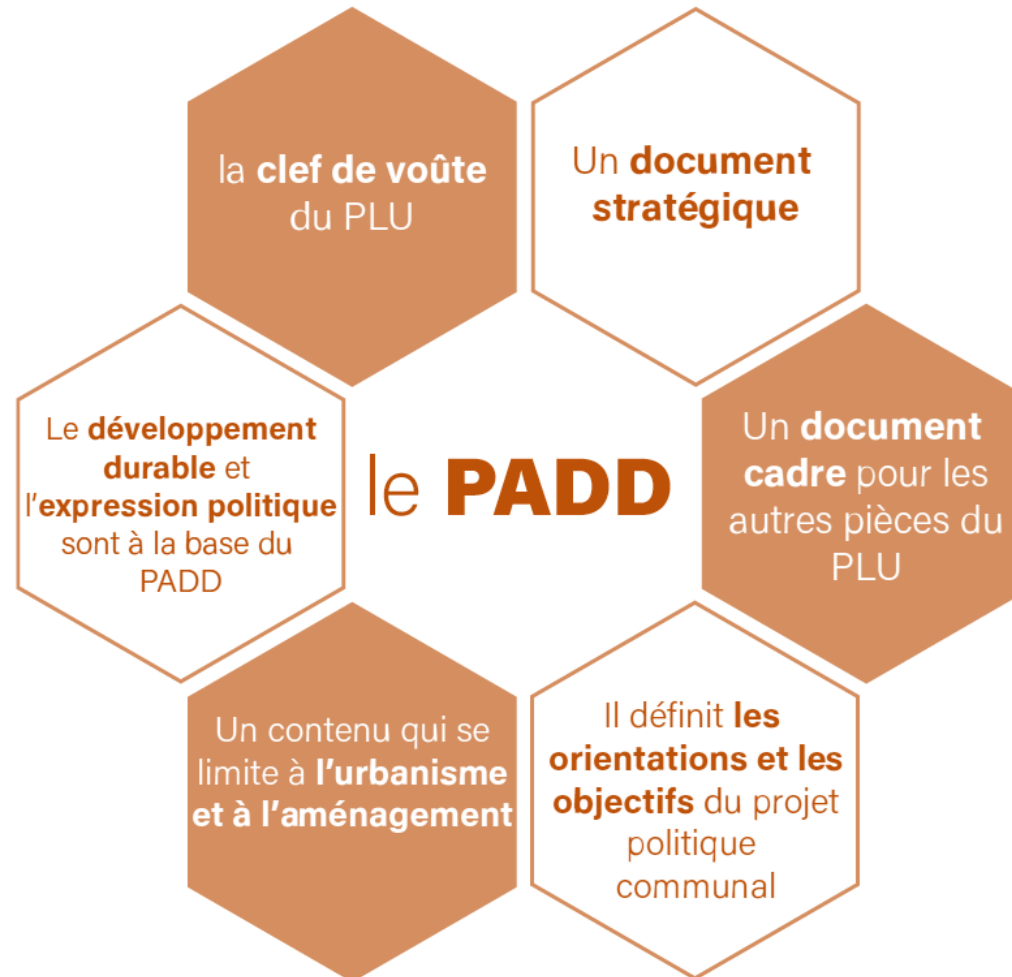 la clef de voûte
du PLU
Un document
stratégique
Le développement
durable et
l'expression politique
sont à la base du
PADD
le PADD
Un document
cadre pour les
autres pièces du
PLU
Un contenu qui se
limite à l'urbanisme
et à l'aménagement
Il définit les
orientations et les
objectifs du projet
politique
communal